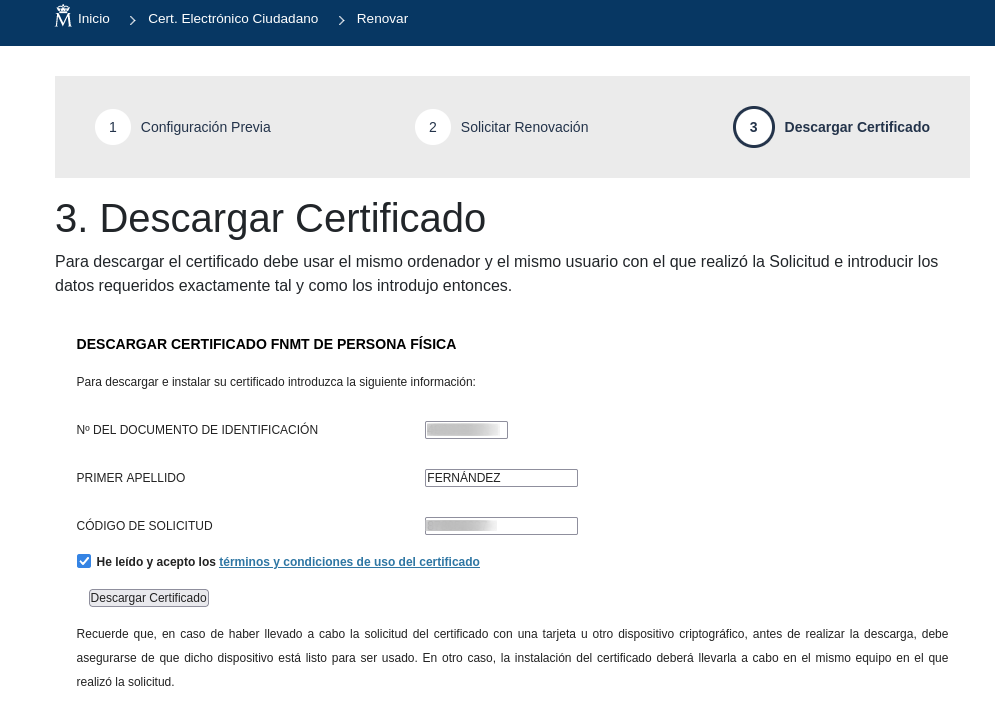 Inicio
Cert. Electrónico Ciudadano
Renovar
1 Configuración Previa
2 Solicitar Renovación
3 Descargar Certificado
3. Descargar Certificado
Para descargar el certificado debe usar el mismo ordenador y el mismo usuario con el que realizó la Solicitud e introducir los
datos requeridos exactamente tal y como los introdujo entonces.
DESCARGAR CERTIFICADO FNMT DE PERSONA FÍSICA
Para descargar e instalar su certificado introduzca la siguiente información:
Nº DEL DOCUMENTO DE IDENTIFICACIÓN
PRIMER APELLIDO FERNÁNDEZ
CÓDIGO DE SOLICITUD
He leído y acepto los términos y condiciones de uso del certificado
Descargar Certificado
Recuerde que, en caso de haber llevado a cabo la solicitud del certificado con una tarjeta u otro dispositivo criptográfico, antes de realizar la descarga, debe
asegurarse de que dicho dispositivo está listo para ser usado. En otro caso, la instalación del certificado deberá llevarla a cabo en el mismo equipo en el que
realizó la solicitud.